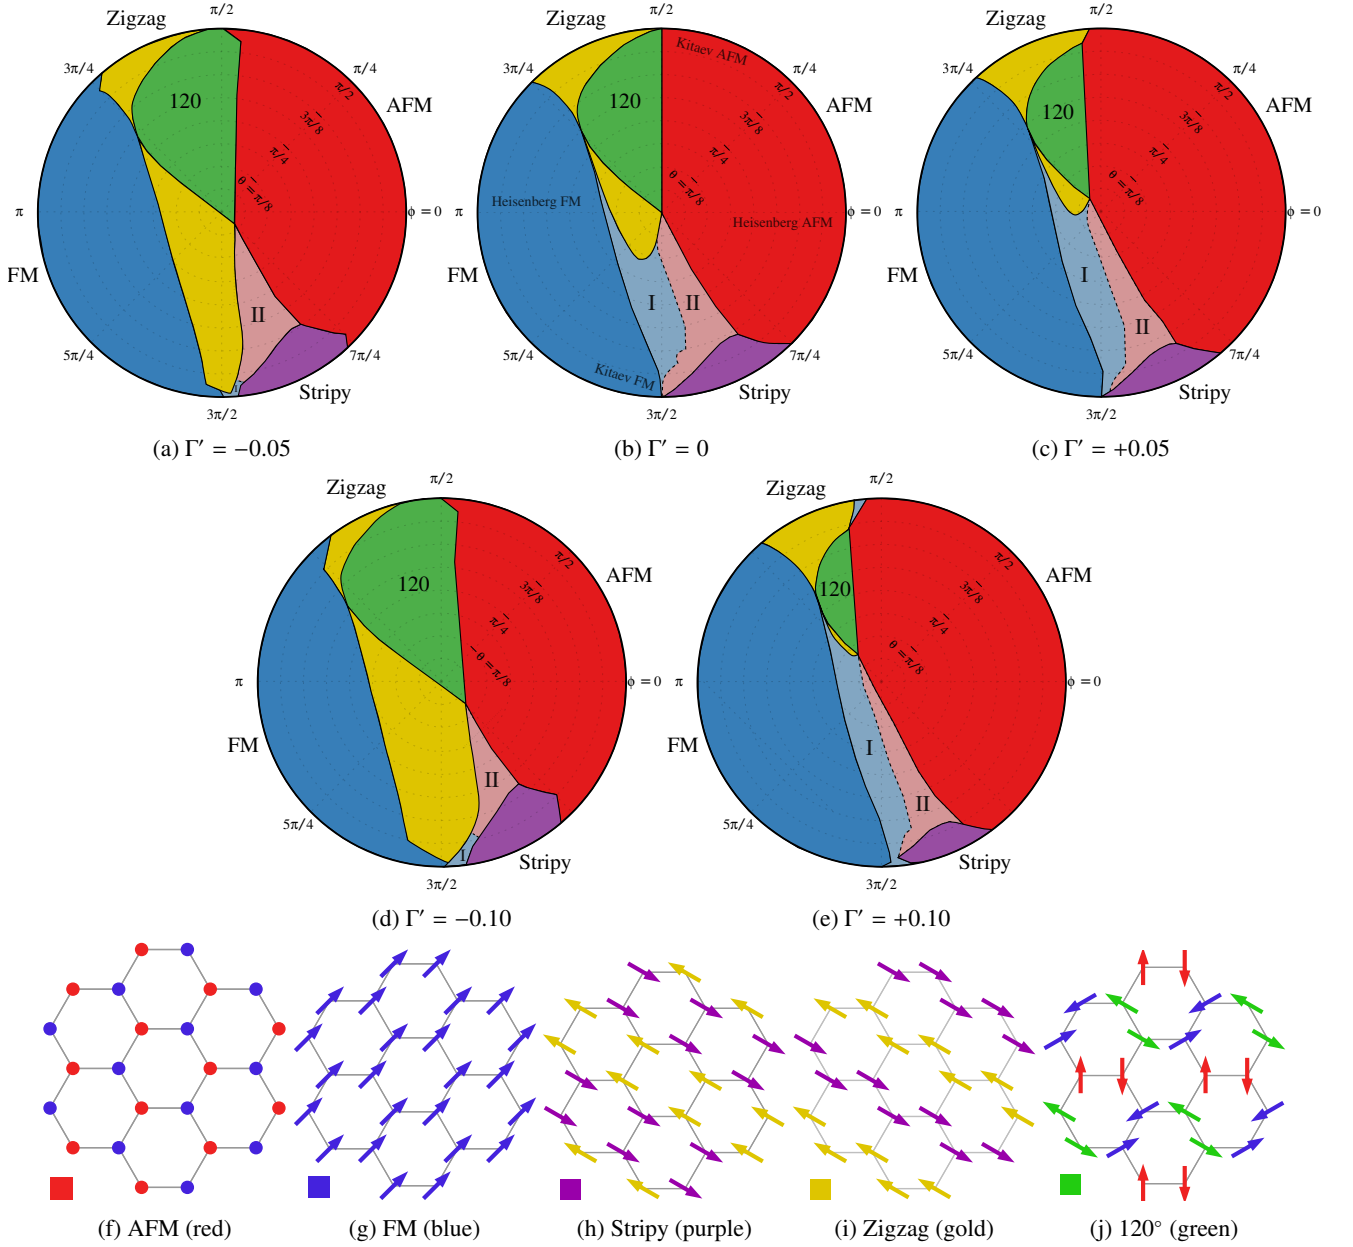 Zigzag
π/2
3π/4
π/4
AFM
120
π/2
3π/8
π/4
θ = π/8
π
ϕ = 0
FM
II
I
5π/4
7π/4
Stripy
3π/2
(a) Γ′ = −0.05
Zigzag
π/2
3π/4
π/4
AFM
Kitaev AFM
120
π/2
3π/8
π/4
θ = π/8
π
Heisenberg FM
Heisenberg AFM
ϕ = 0
FM
I
II
5π/4
Kitaev FM
7π/4
Stripy
3π/2
(b) Γ′ = 0
Zigzag
π/2
3π/4
π/4
AFM
120
π/2
3π/8
π/4
θ = π/8
π
ϕ = 0
FM
I
II
5π/4
7π/4
Stripy
3π/2
(c) Γ′ = +0.05
Zigzag
π/2
AFM
120
π/2
3π/8
π/4
θ = π/8
π
ϕ = 0
FM
II
I
5π/4
Stripy
3π/2
(d) Γ′ = −0.10
Zigzag
π/2
AFM
120
π/2
3π/8
π/4
θ = π/8
π
ϕ = 0
FM
I
II
5π/4
Stripy
3π/2
(e) Γ′ = +0.10
(f) AFM (red)
(g) FM (blue)
(h) Stripy (purple)
(i) Zigzag (gold)
(j) 120° (green)